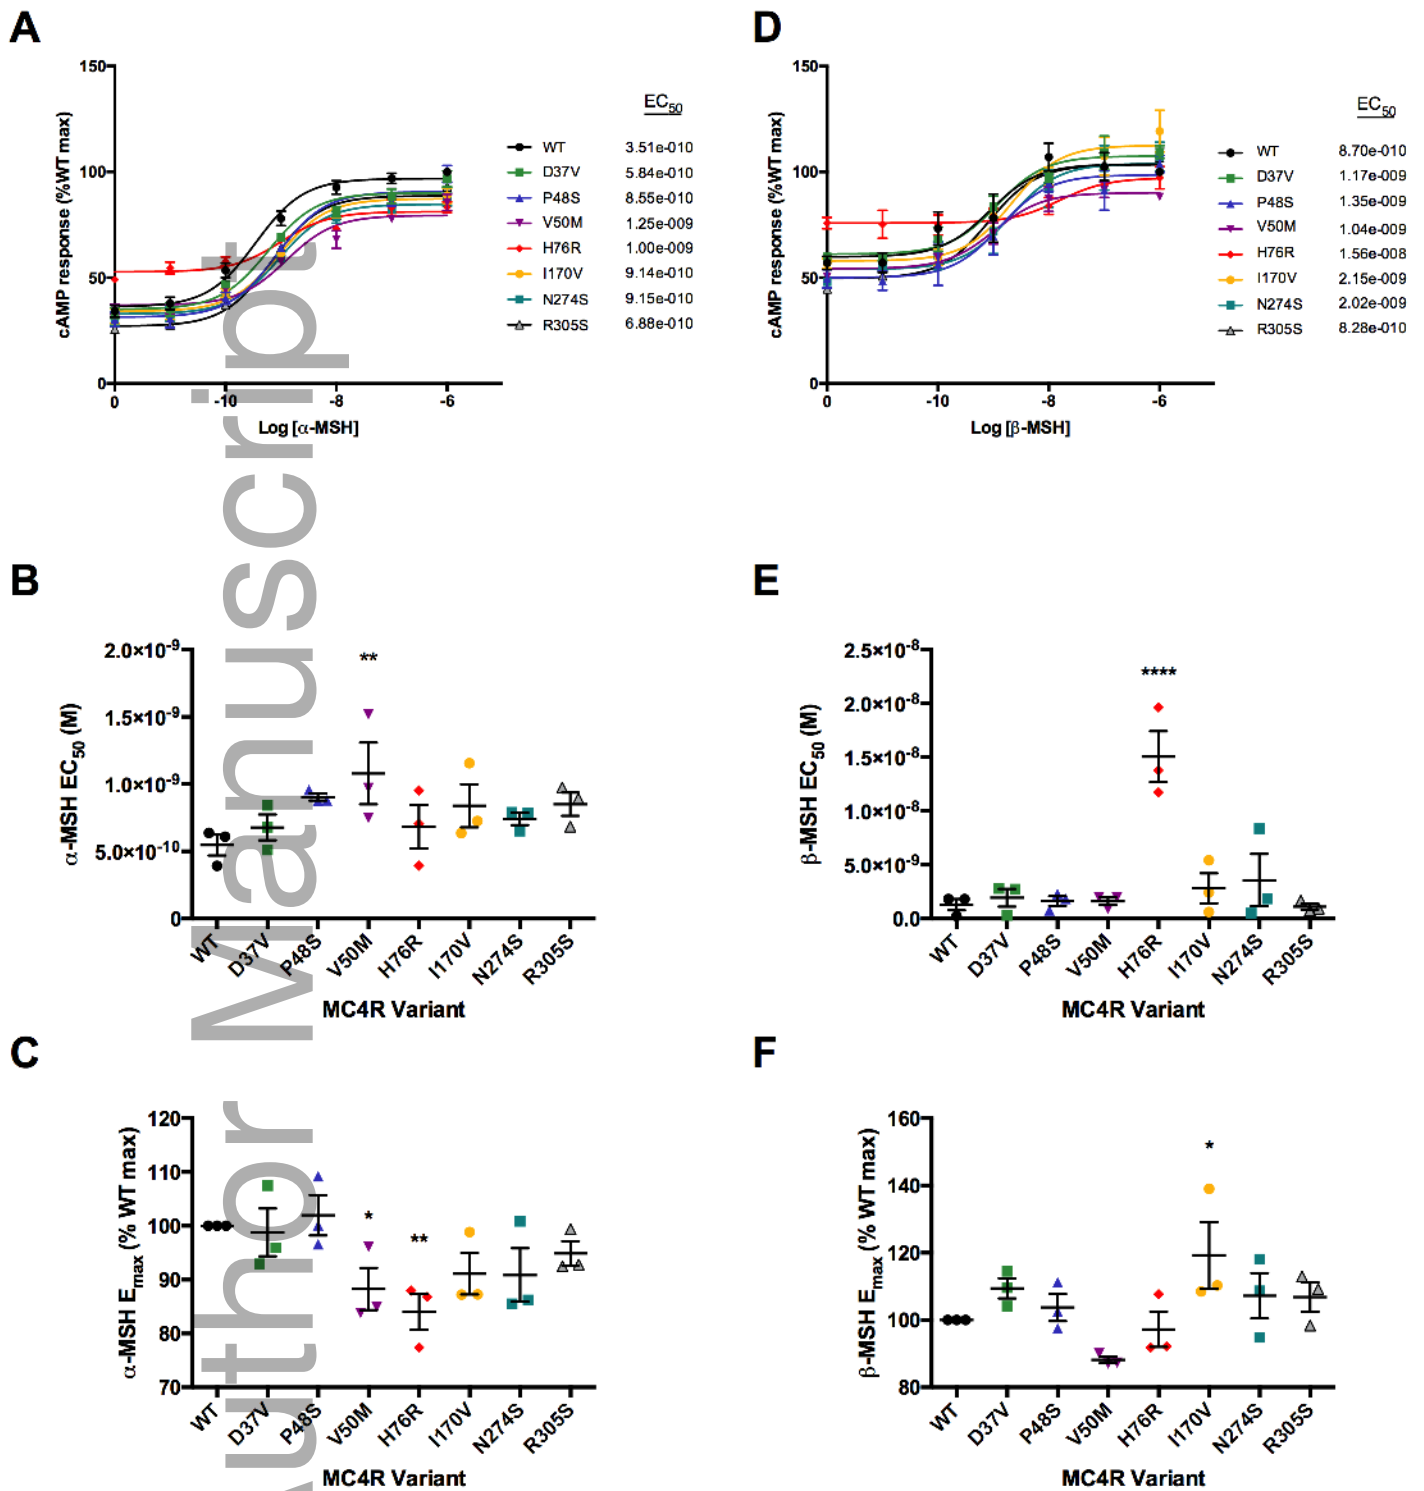 A
150
100
50
0
cAMP response (%WT max)
0 -10 -8 -6
Log [α-MSH]
EC50
WT 3.51e-010
D37V 5.84e-010
P48S 8.55e-010
V50M 1.25e-009
H76R 1.00e-009
I170V 9.14e-010
N274S 9.15e-010
R305S 6.88e-010
D
150
100
50
0
cAMP response (%WT max)
0 -10 -8 -6
Log [β-MSH]
EC50
WT 8.70e-010
D37V 1.17e-009
P48S 1.35e-009
V50M 1.04e-009
H76R 1.56e-008
I170V 2.15e-009
N274S 2.02e-009
R305S 8.28e-010
B
2.0×10-9
1.5×10-9
1.0×10-9
5.0×10-10
0
α-MSH EC50 (M)
**
WT D37V P48S V50M H76R I170V N274S R305S
MC4R Variant
E
2.5×10-8
2.0×10-8
1.5×10-8
1.0×10-8
5.0×10-9
0.0
β-MSH EC50 (M)
****
WT D37V P48S V50M H76R I170V N274S R305S
MC4R Variant
C
120
110
100
90
80
70
α-MSH Emax (% WT max)
* **
WT D37V P48S V50M H76R I170V N274S R305S
MC4R Variant
F
160
140
120
100
80
β-MSH Emax (% WT max)
*
WT D37V P48S V50M H76R I170V N274S R305S
MC4R Variant
Author Manuscript